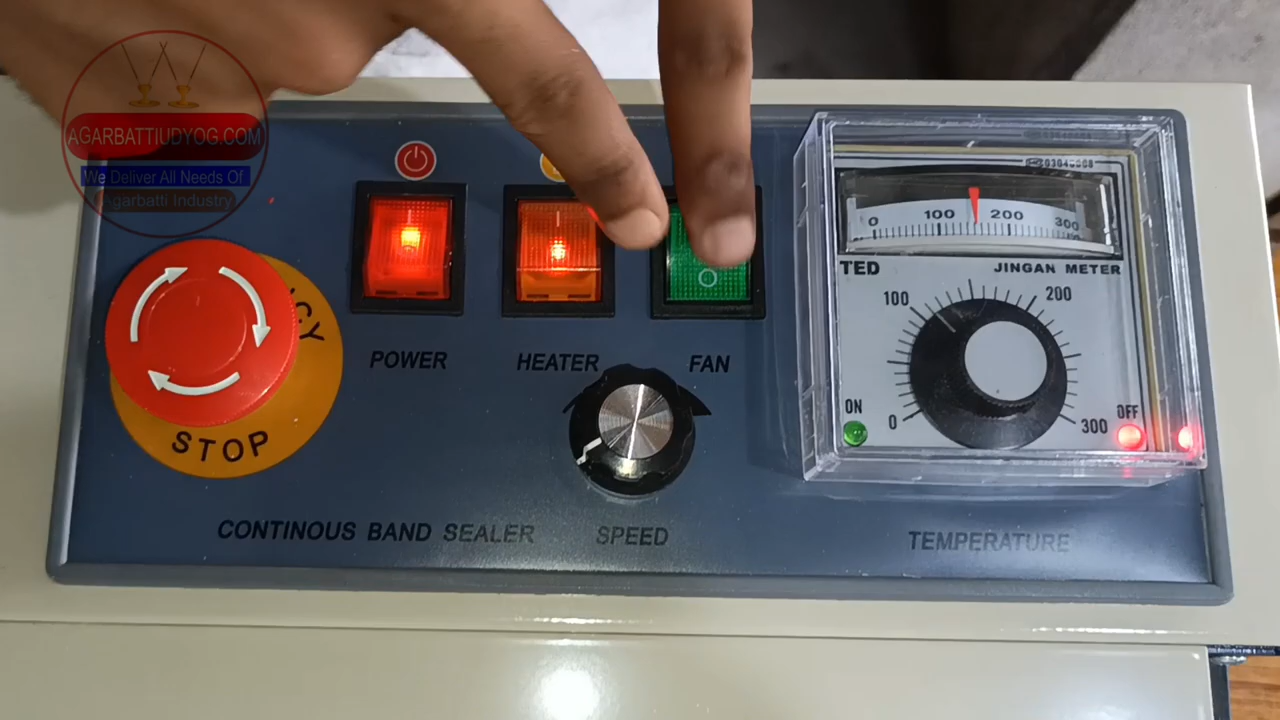 AGARBATTIUDYOG.COM
We Deliver All Needs Of
Agarbatti Industry
STOP
POWER
HEATER
FAN
CONTINOUS BAND SEALER
SPEED
0 100 200 300
TED
JINGAN METER
100
200
0
300
ON
OFF
TEMPERATURE